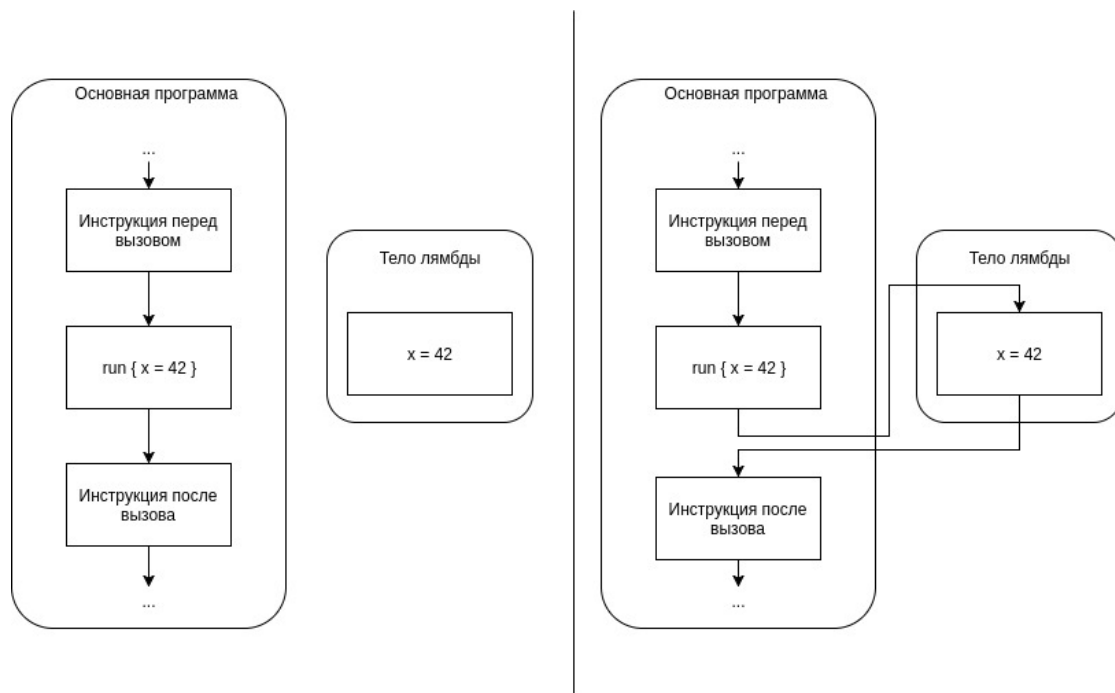 Основная программа
...
Инструкция перед
вызовом
run { x = 42 }
Инструкция после
вызова
...
Тело лямбды
x = 42
Основная программа
...
Инструкция перед
вызовом
run { x = 42 }
Инструкция после
вызова
...
Тело лямбды
x = 42